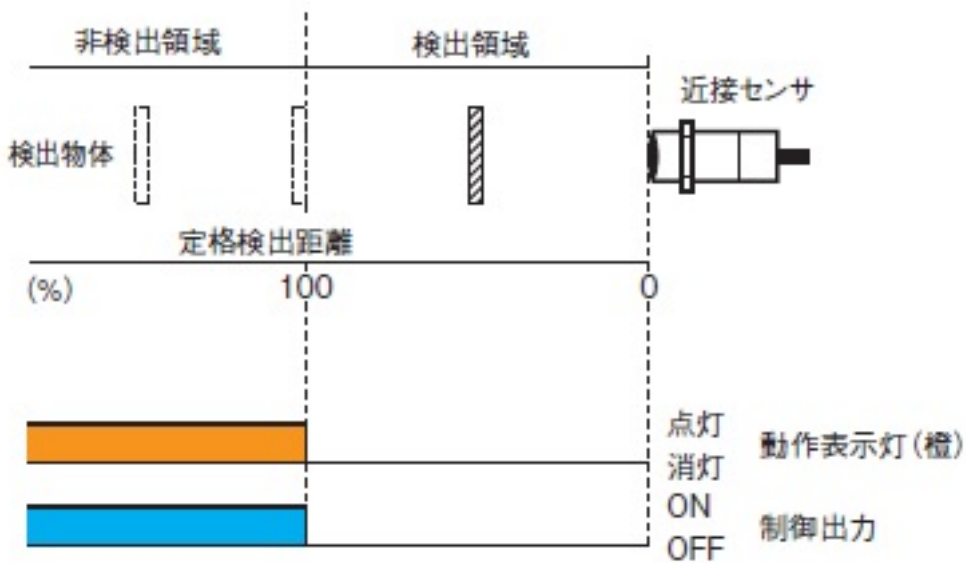 非検出領域
検出領域
近接センサ
検出物体
定格検出距離
(%)
100
0
点灯
消灯
動作表示灯(橙)
ON
OFF
制御出力